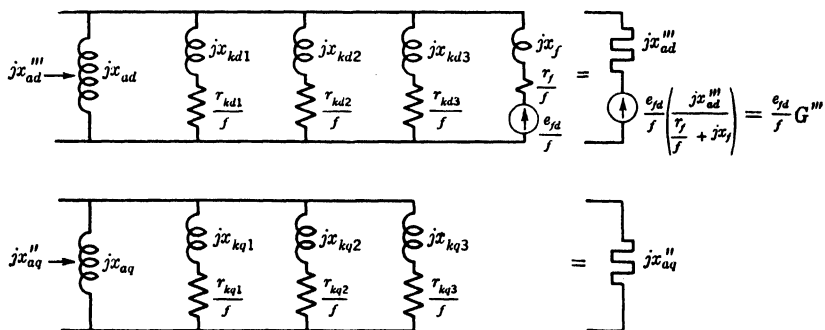 jx‴ad
jxad
jxkd1
rkd1/f
jxkd2
rkd2/f
jxkd3
rkd3/f
jxf
rf/f
efd/f
=
jx‴ad
efd/f (jx‴ad / (rf/f + jxf)) = efd/f G‴
jx″aq
jxaq
jxkq1
rkq1/f
jxkq2
rkq2/f
jxkq3
rkq3/f
=
jx″aq